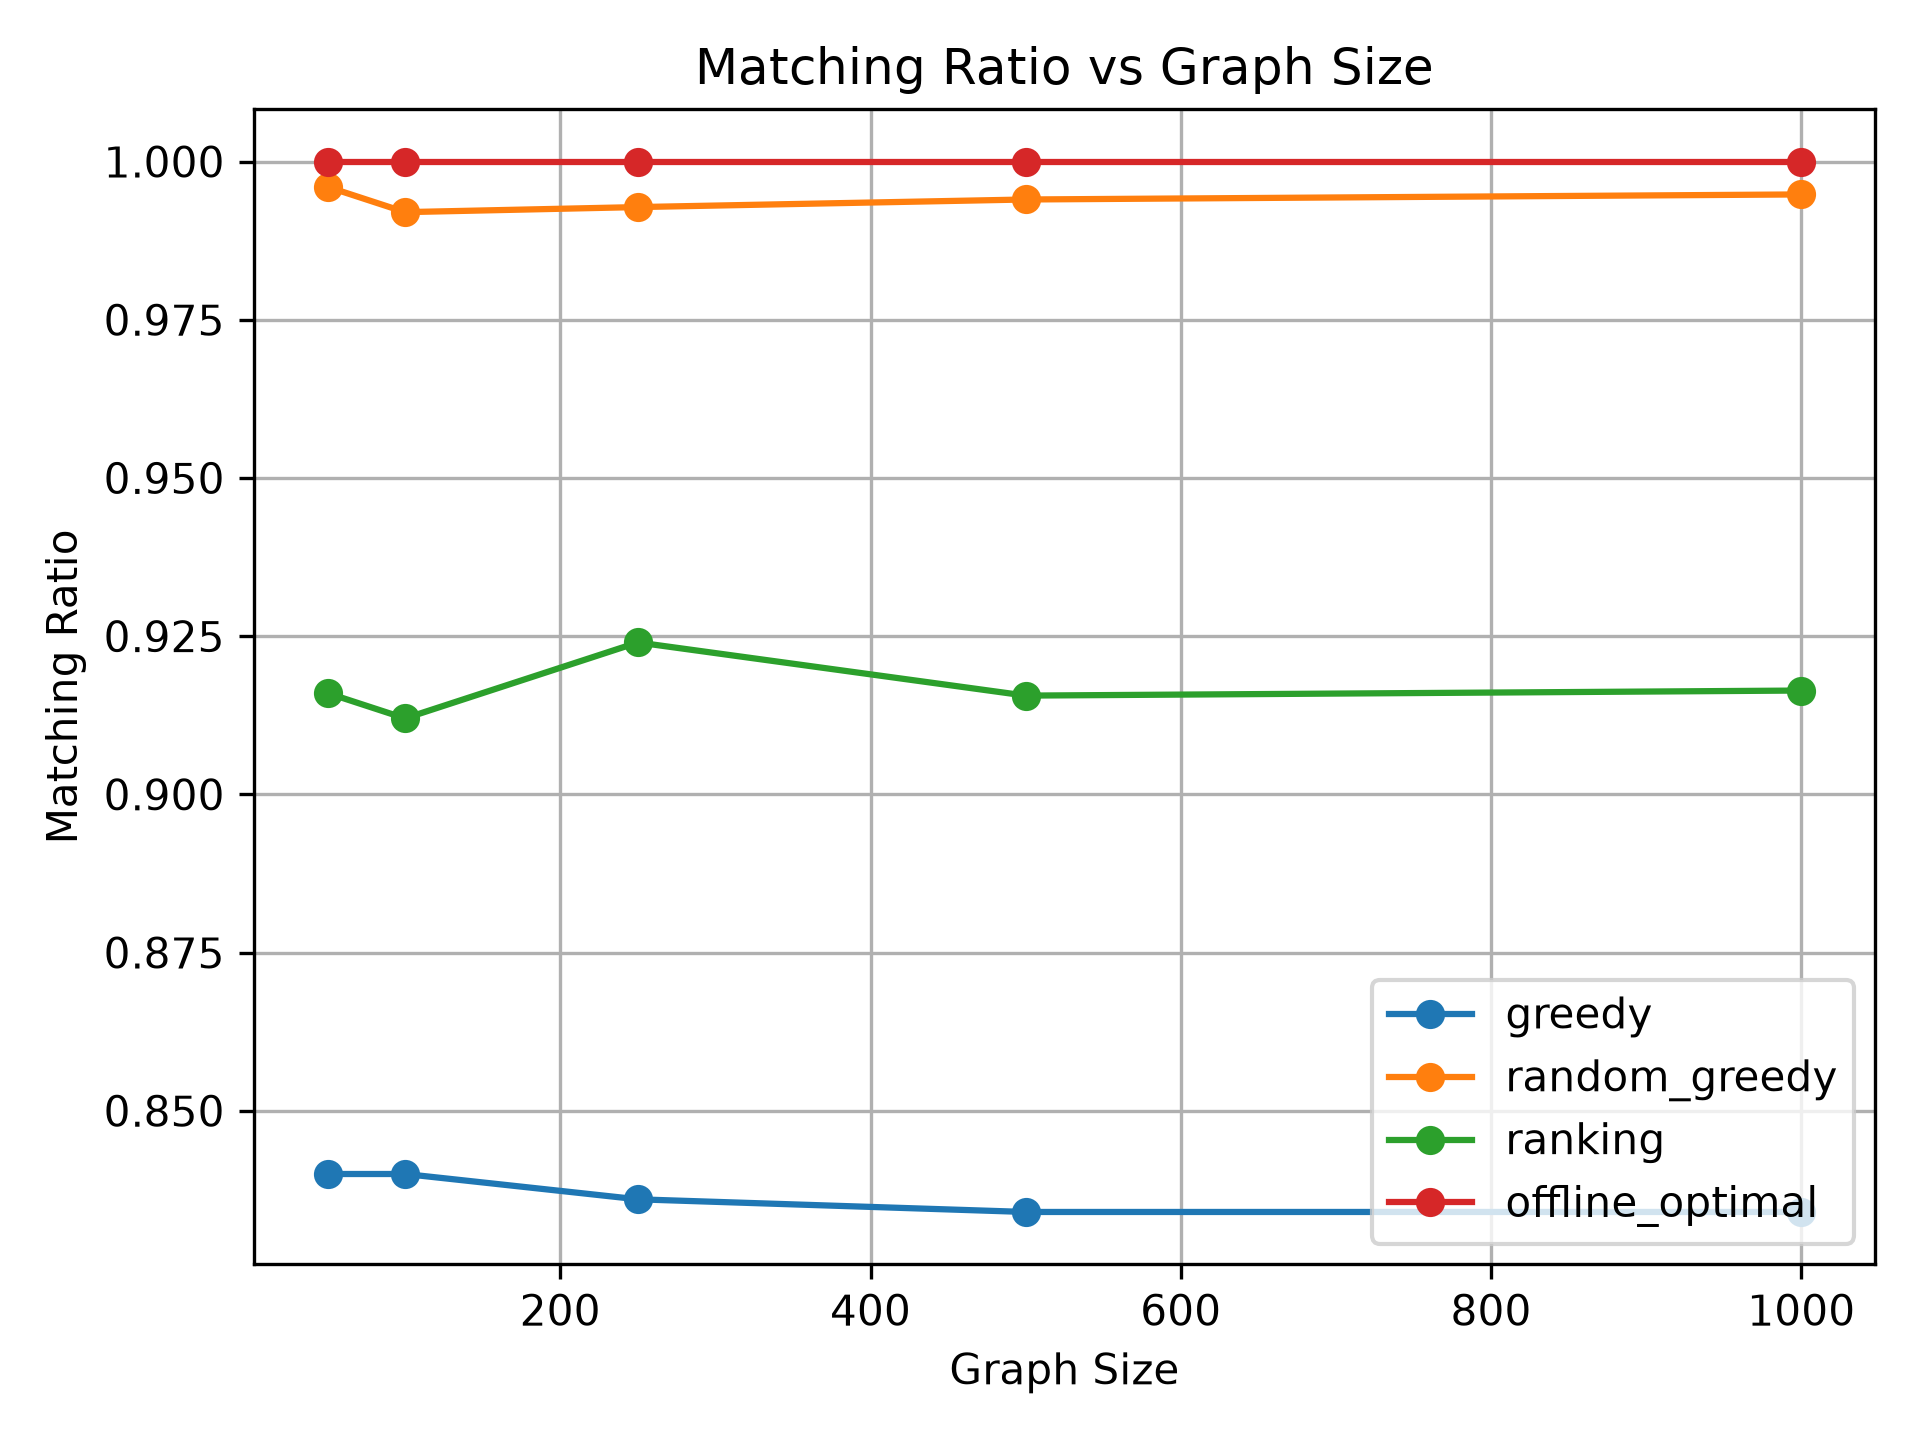 Matching Ratio vs Graph Size
Matching Ratio
1.000
0.975
0.950
0.925
0.900
0.875
0.850
greedy
random_greedy
ranking
offline_optimal
200 400 600 800 1000
Graph Size